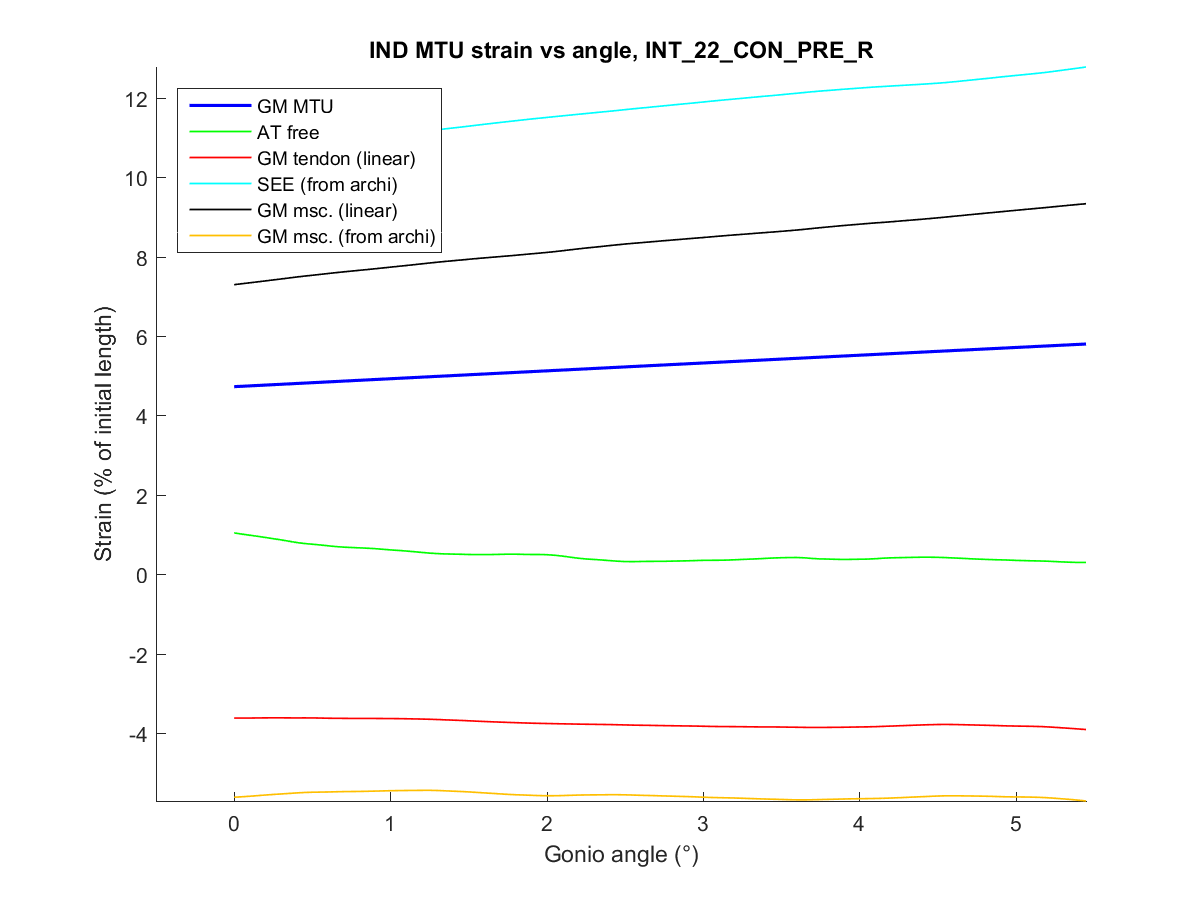 IND MTU strain vs angle, INT_22_CON_PRE_R
GM MTU
AT free
GM tendon (linear)
SEE (from archi)
GM msc. (linear)
GM msc. (from archi)
Strain (% of initial length)
12
10
8
6
4
2
0
-2
-4
0 1 2 3 4 5
Gonio angle (°)